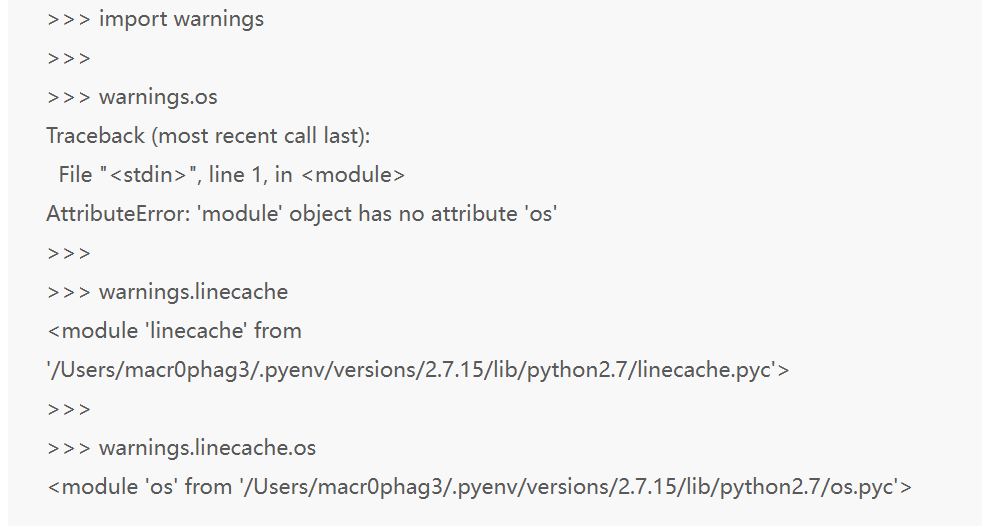 >>> import warnings
>>>
>>> warnings.os
Traceback (most recent call last):
  File "<stdin>", line 1, in <module>
AttributeError: 'module' object has no attribute 'os'
>>>
>>> warnings.linecache
<module 'linecache' from
'/Users/macr0phag3/.pyenv/versions/2.7.15/lib/python2.7/linecache.pyc'>
>>>
>>> warnings.linecache.os
<module 'os' from '/Users/macr0phag3/.pyenv/versions/2.7.15/lib/python2.7/os.pyc'>